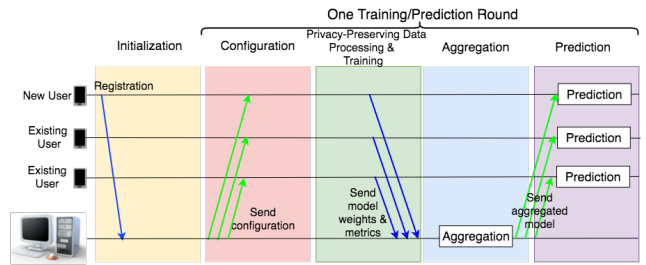 One Training/Prediction Round
Initialization
Configuration
Privacy-Preserving Data
Processing &
Training
Aggregation
Prediction
New User
Registration
Prediction
Existing
User
Prediction
Existing
User
Prediction
Send
configuration
Send
model
weights &
metrics
Send
aggregated
model
Aggregation